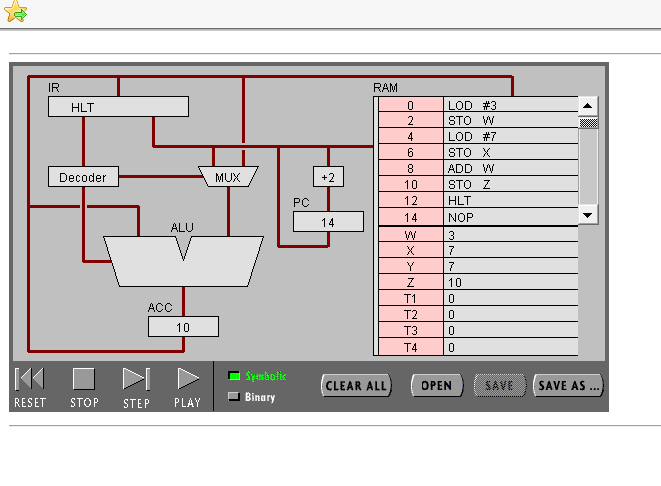 IR
HLT
RAM
0 LOD #3
2 STO W
4 LOD #7
6 STO X
8 ADD W
10 STO Z
12 HLT
14 NOP
W 3
X 7
Y 7
Z 10
T1 0
T2 0
T3 0
T4 0
Decoder
MUX
+2
PC
14
ALU
ACC
10
RESET STOP STEP PLAY
Symbolic
Binary
CLEAR ALL OPEN SAVE SAVE AS ...